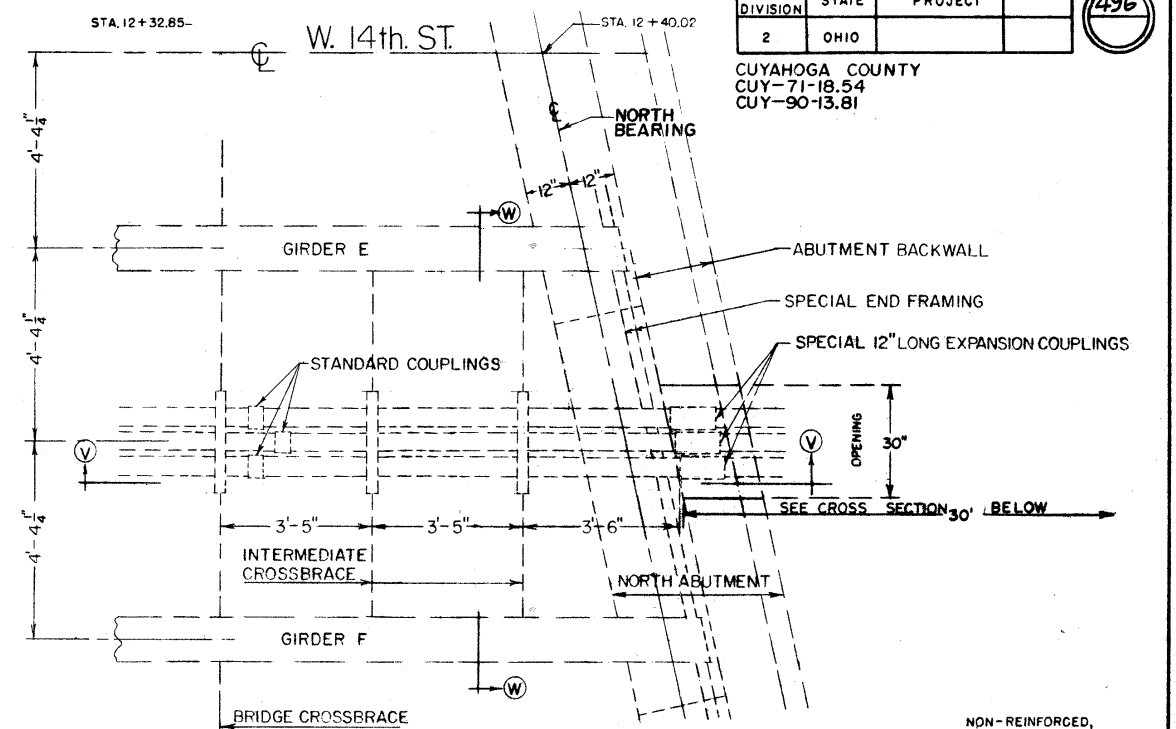 STA. 12+32.85
W. 14th. ST.
STA. 12+40.02
DIVISION STATE PROJECT
2 OHIO
496
CUYAHOGA COUNTY
CUY-71-18.54
CUY-90-13.81
4'-4¼"
℄
℄ NORTH
BEARING
12" 12"
W
GIRDER E
ABUTMENT BACKWALL
4'-4¼"
SPECIAL END FRAMING
STANDARD COUPLINGS
SPECIAL 12" LONG EXPANSION COUPLINGS
V
V
OPENING
30"
4'-4¼"
3'-5" 3'-5" 3'-6"
SEE CROSS SECTION 30' BELOW
INTERMEDIATE
CROSSBRACE
NORTH ABUTMENT
GIRDER F
W
BRIDGE CROSSBRACE
NON-REINFORCED,